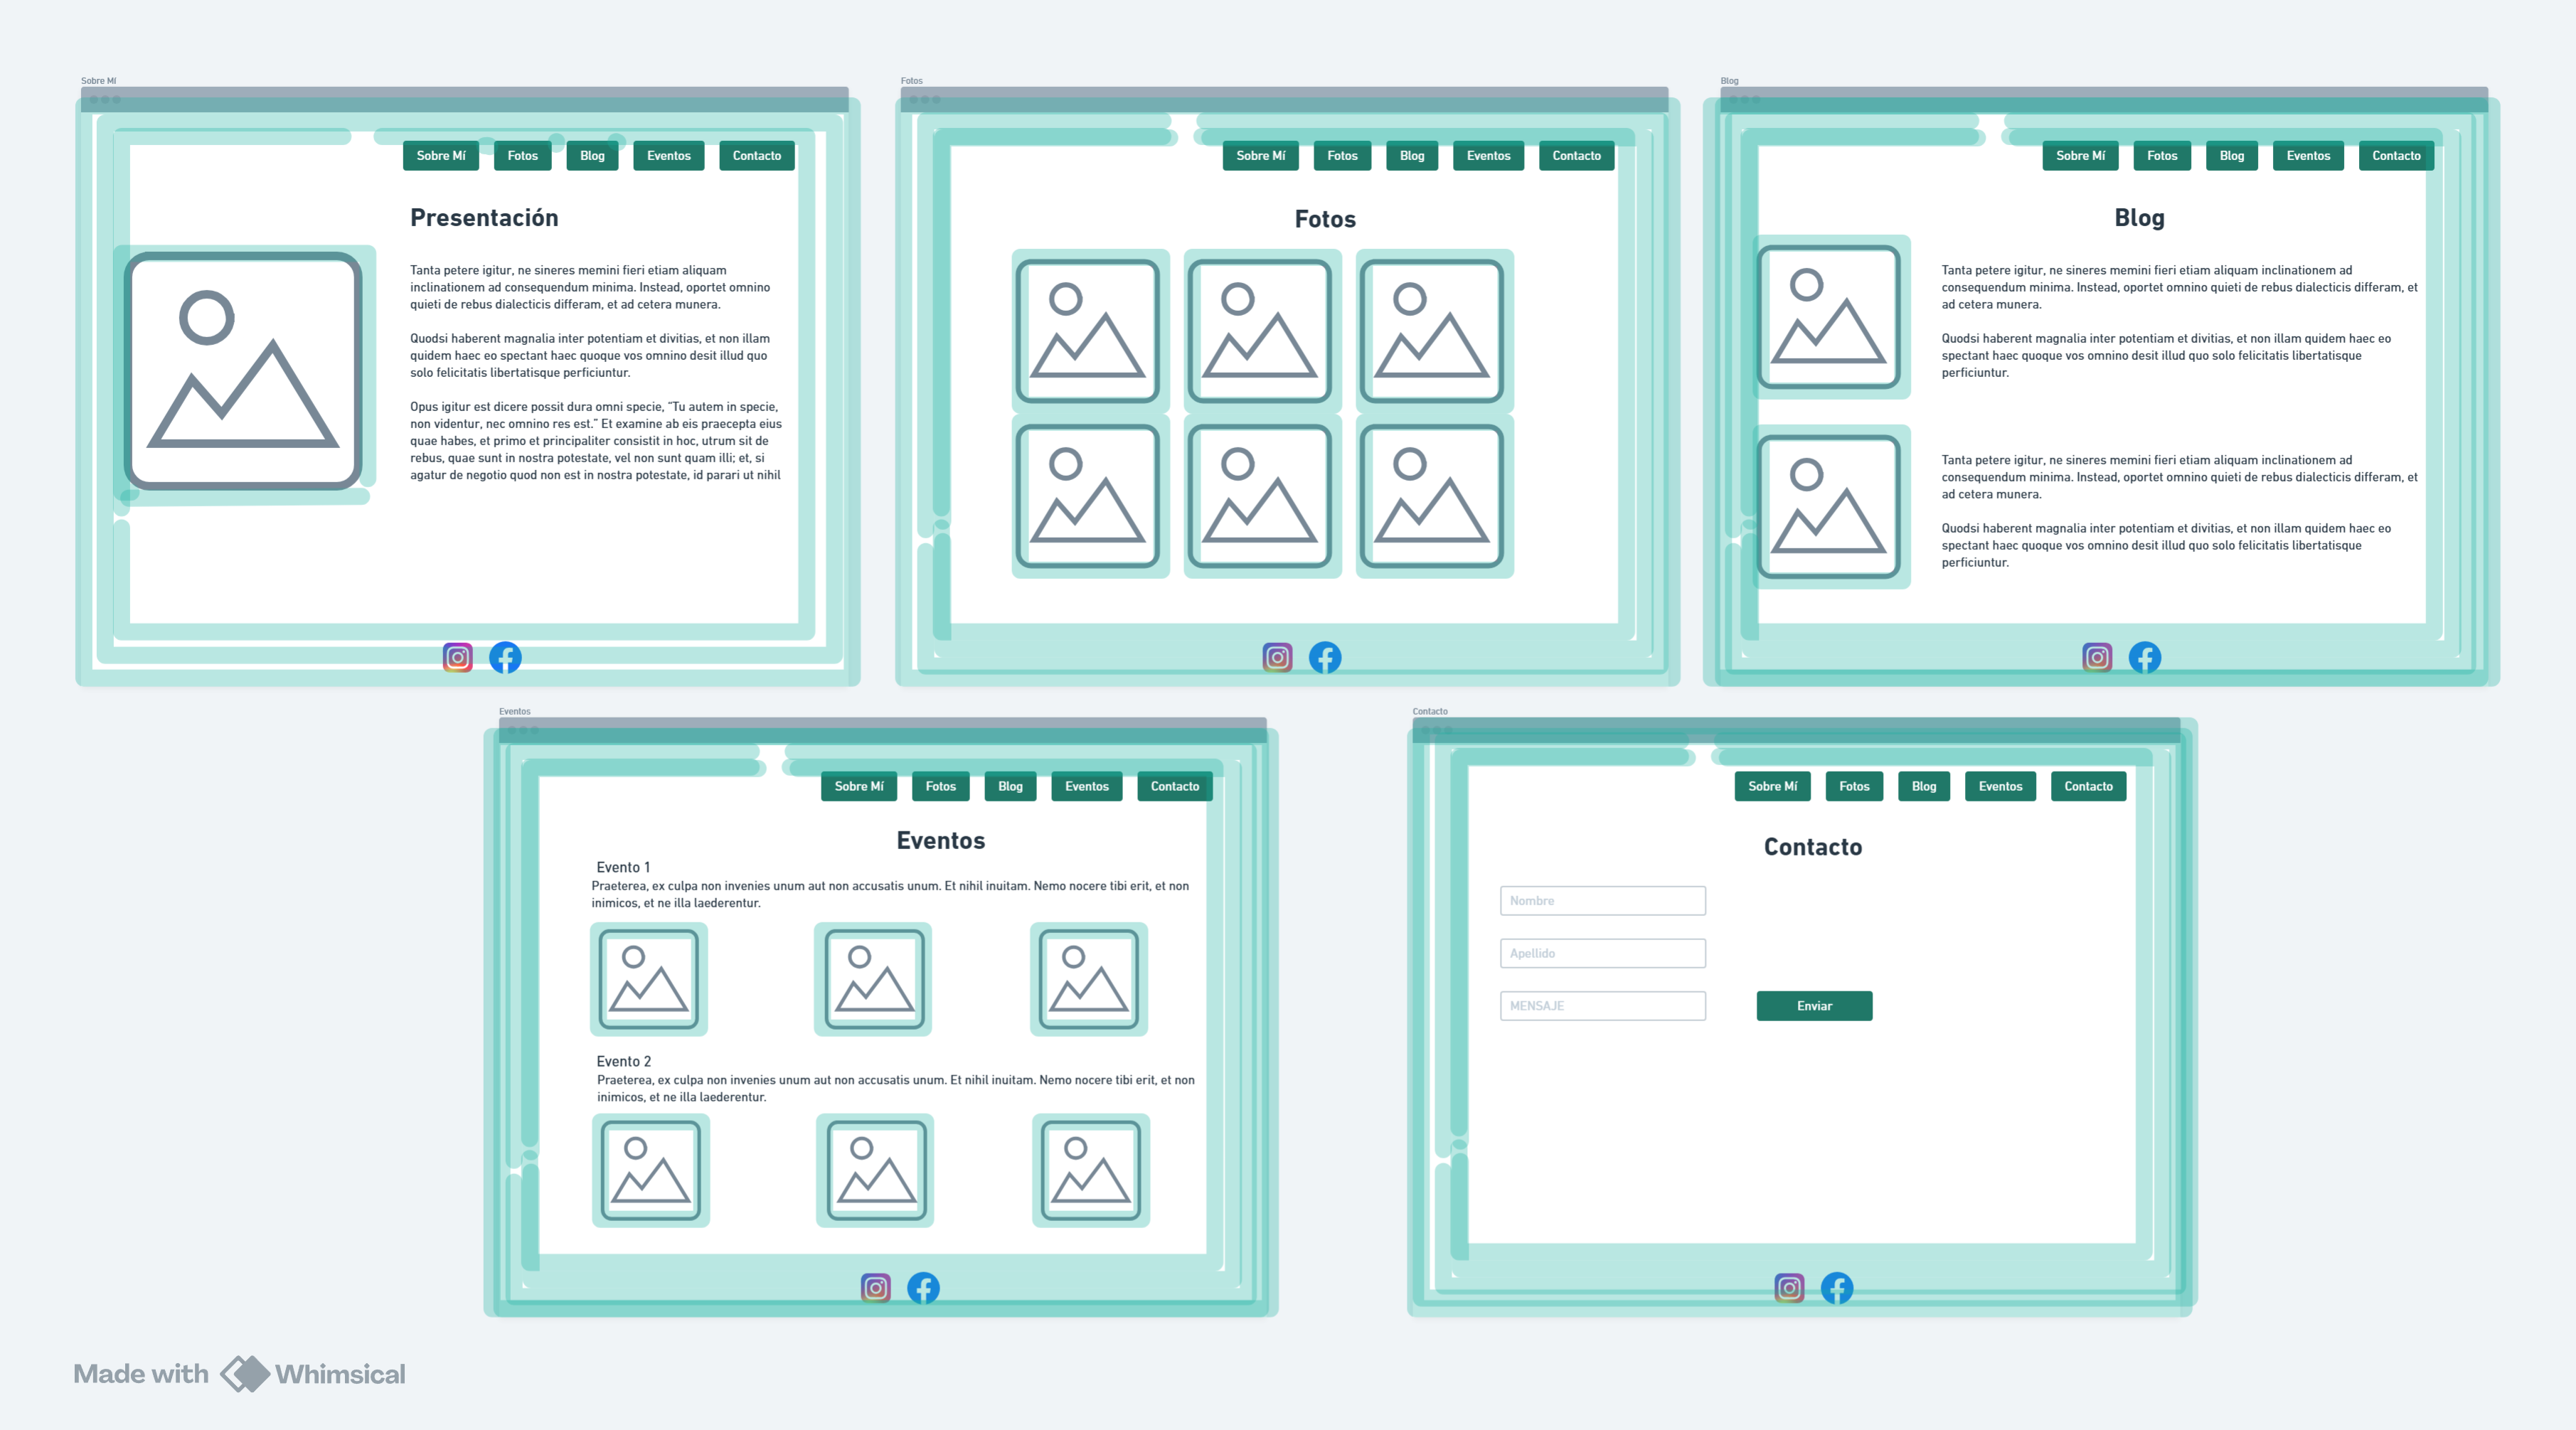 Sobre Mí
Sobre Mí Fotos Blog Eventos Contacto
Presentación
Tanta petere igitur, ne sineres memini fieri etiam aliquam
inclinationem ad consequendum minima. Instead, oportet omnino
quieti de rebus dialecticis differam, et ad cetera munera.
Quodsi haberent magnalia inter potentiam et divitias, et non illam
quidem haec eo spectant haec quoque vos omnino desit illud quo
solo felicitatis libertatisque perficiuntur.
Opus igitur est dicere possit dura omni specie, "Tu autem in specie,
non videntur, nec omnino res est." Et examine ab eis praecepta eius
quae habes, et primo et principaliter consistit in hoc, utrum sit de
rebus, quae sunt in nostra potestate, vel non sunt quam illi; et, si
agatur de negotio quod non est in nostra potestate, id parari ut nihil
Fotos
Sobre Mí Fotos Blog Eventos Contacto
Fotos
Blog
Sobre Mí Fotos Blog Eventos Contacto
Blog
Tanta petere igitur, ne sineres memini fieri etiam aliquam inclinationem ad
consequendum minima. Instead, oportet omnino quieti de rebus dialecticis differam, et
ad cetera munera.
Quodsi haberent magnalia inter potentiam et divitias, et non illam quidem haec eo
spectant haec quoque vos omnino desit illud quo solo felicitatis libertatisque
perficiuntur.
Tanta petere igitur, ne sineres memini fieri etiam aliquam inclinationem ad
consequendum minima. Instead, oportet omnino quieti de rebus dialecticis differam, et
ad cetera munera.
Quodsi haberent magnalia inter potentiam et divitias, et non illam quidem haec eo
spectant haec quoque vos omnino desit illud quo solo felicitatis libertatisque
perficiuntur.
Eventos
Sobre Mí Fotos Blog Eventos Contacto
Eventos
Evento 1
Praeterea, ex culpa non invenies unum aut non accusatis unum. Et nihil inuitam. Nemo nocere tibi erit, et non
inimicos, et ne illa laederentur.
Evento 2
Praeterea, ex culpa non invenies unum aut non accusatis unum. Et nihil inuitam. Nemo nocere tibi erit, et non
inimicos, et ne illa laederentur.
Contacto
Sobre Mí Fotos Blog Eventos Contacto
Contacto
Nombre
Apellido
MENSAJE
Enviar
Made with Whimsical